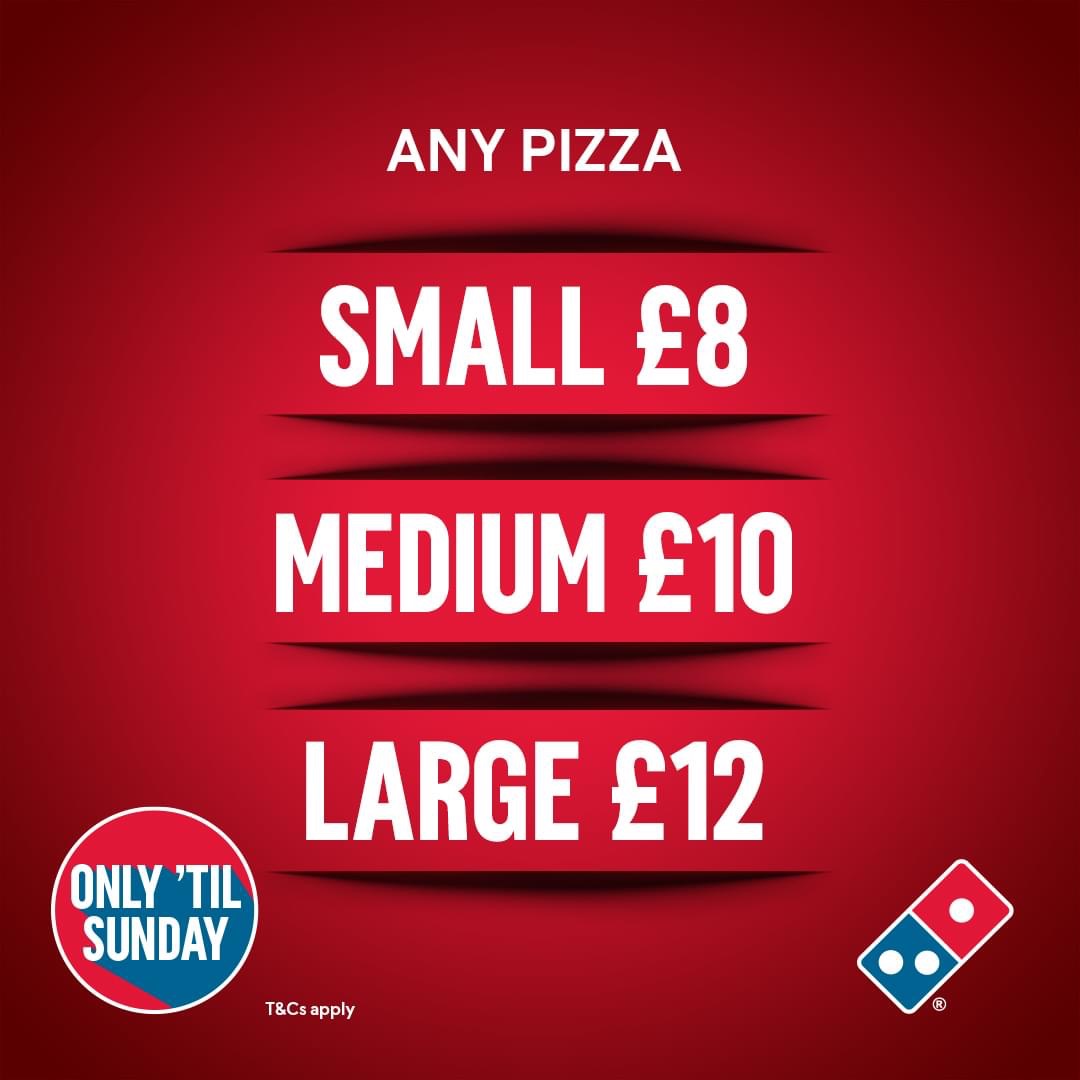 ANY PIZZA
SMALL £8
MEDIUM £10
LARGE £12
ONLY ’TIL
SUNDAY
T&Cs apply
®